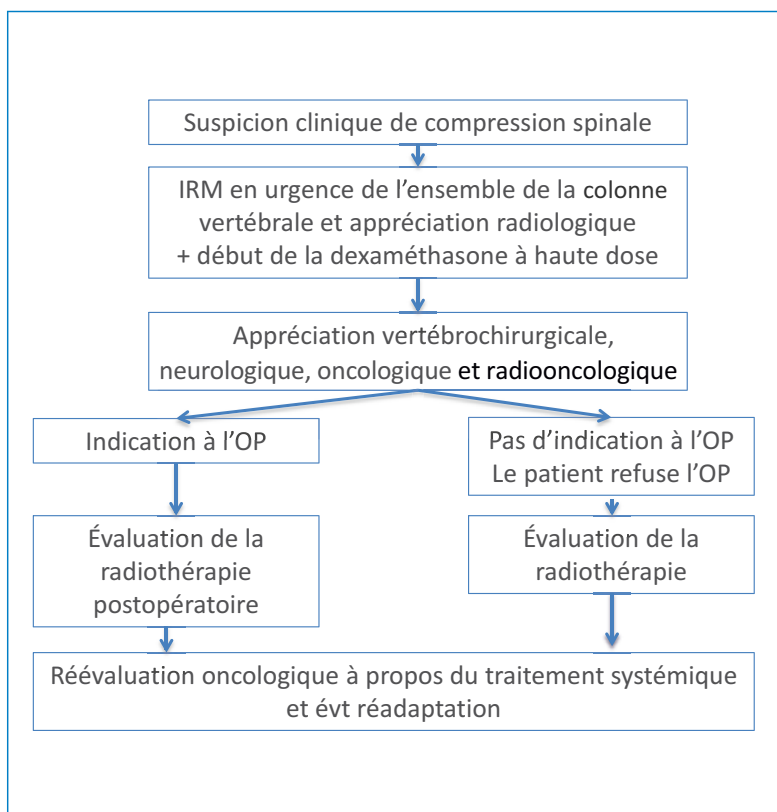 Suspicion clinique de compression spinale
IRM en urgence de l’ensemble de la colonne
vertébrale et appréciation radiologique
+ début de la dexaméthasone à haute dose
Appréciation vertébrochirurgicale,
neurologique, oncologique et radiooncologique
Indication à l’OP
Pas d’indication à l’OP
Le patient refuse l’OP
Évaluation de la
radiothérapie
postopératoire
Évaluation de la
radiothérapie
Réévaluation oncologique à propos du traitement systémique
et évt réadaptation